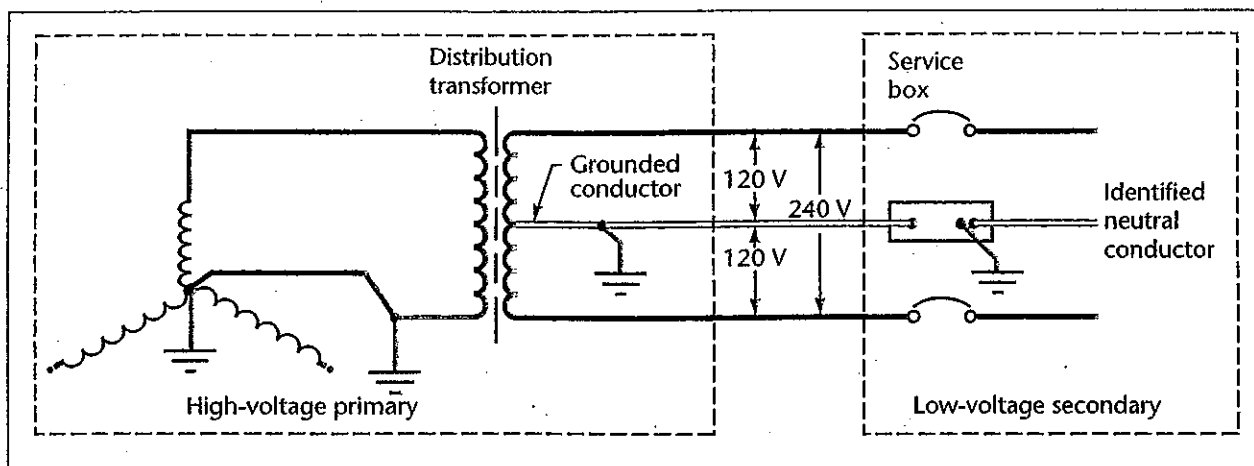 Distribution
transformer
Service
box
Grounded
conductor
120 V
240 V
120 V
Identified
neutral
conductor
High-voltage primary
Low-voltage secondary